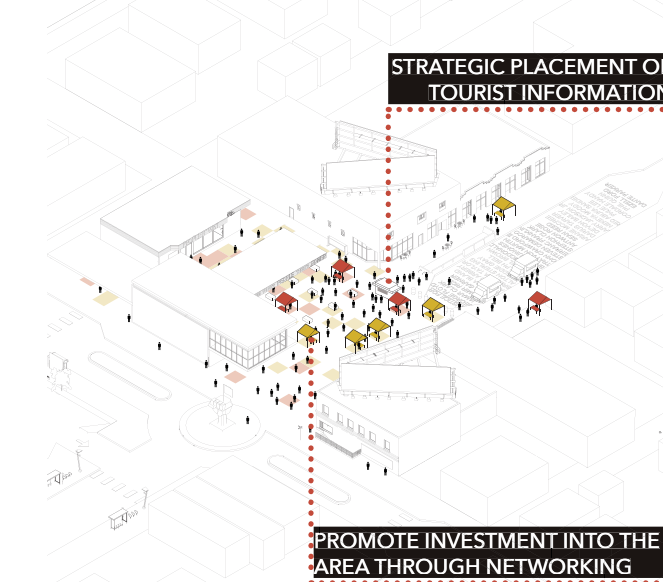 STRATEGIC PLACEMENT OF
TOURIST INFORMATION
PROMOTE INVESTMENT INTO THE
AREA THROUGH NETWORKING